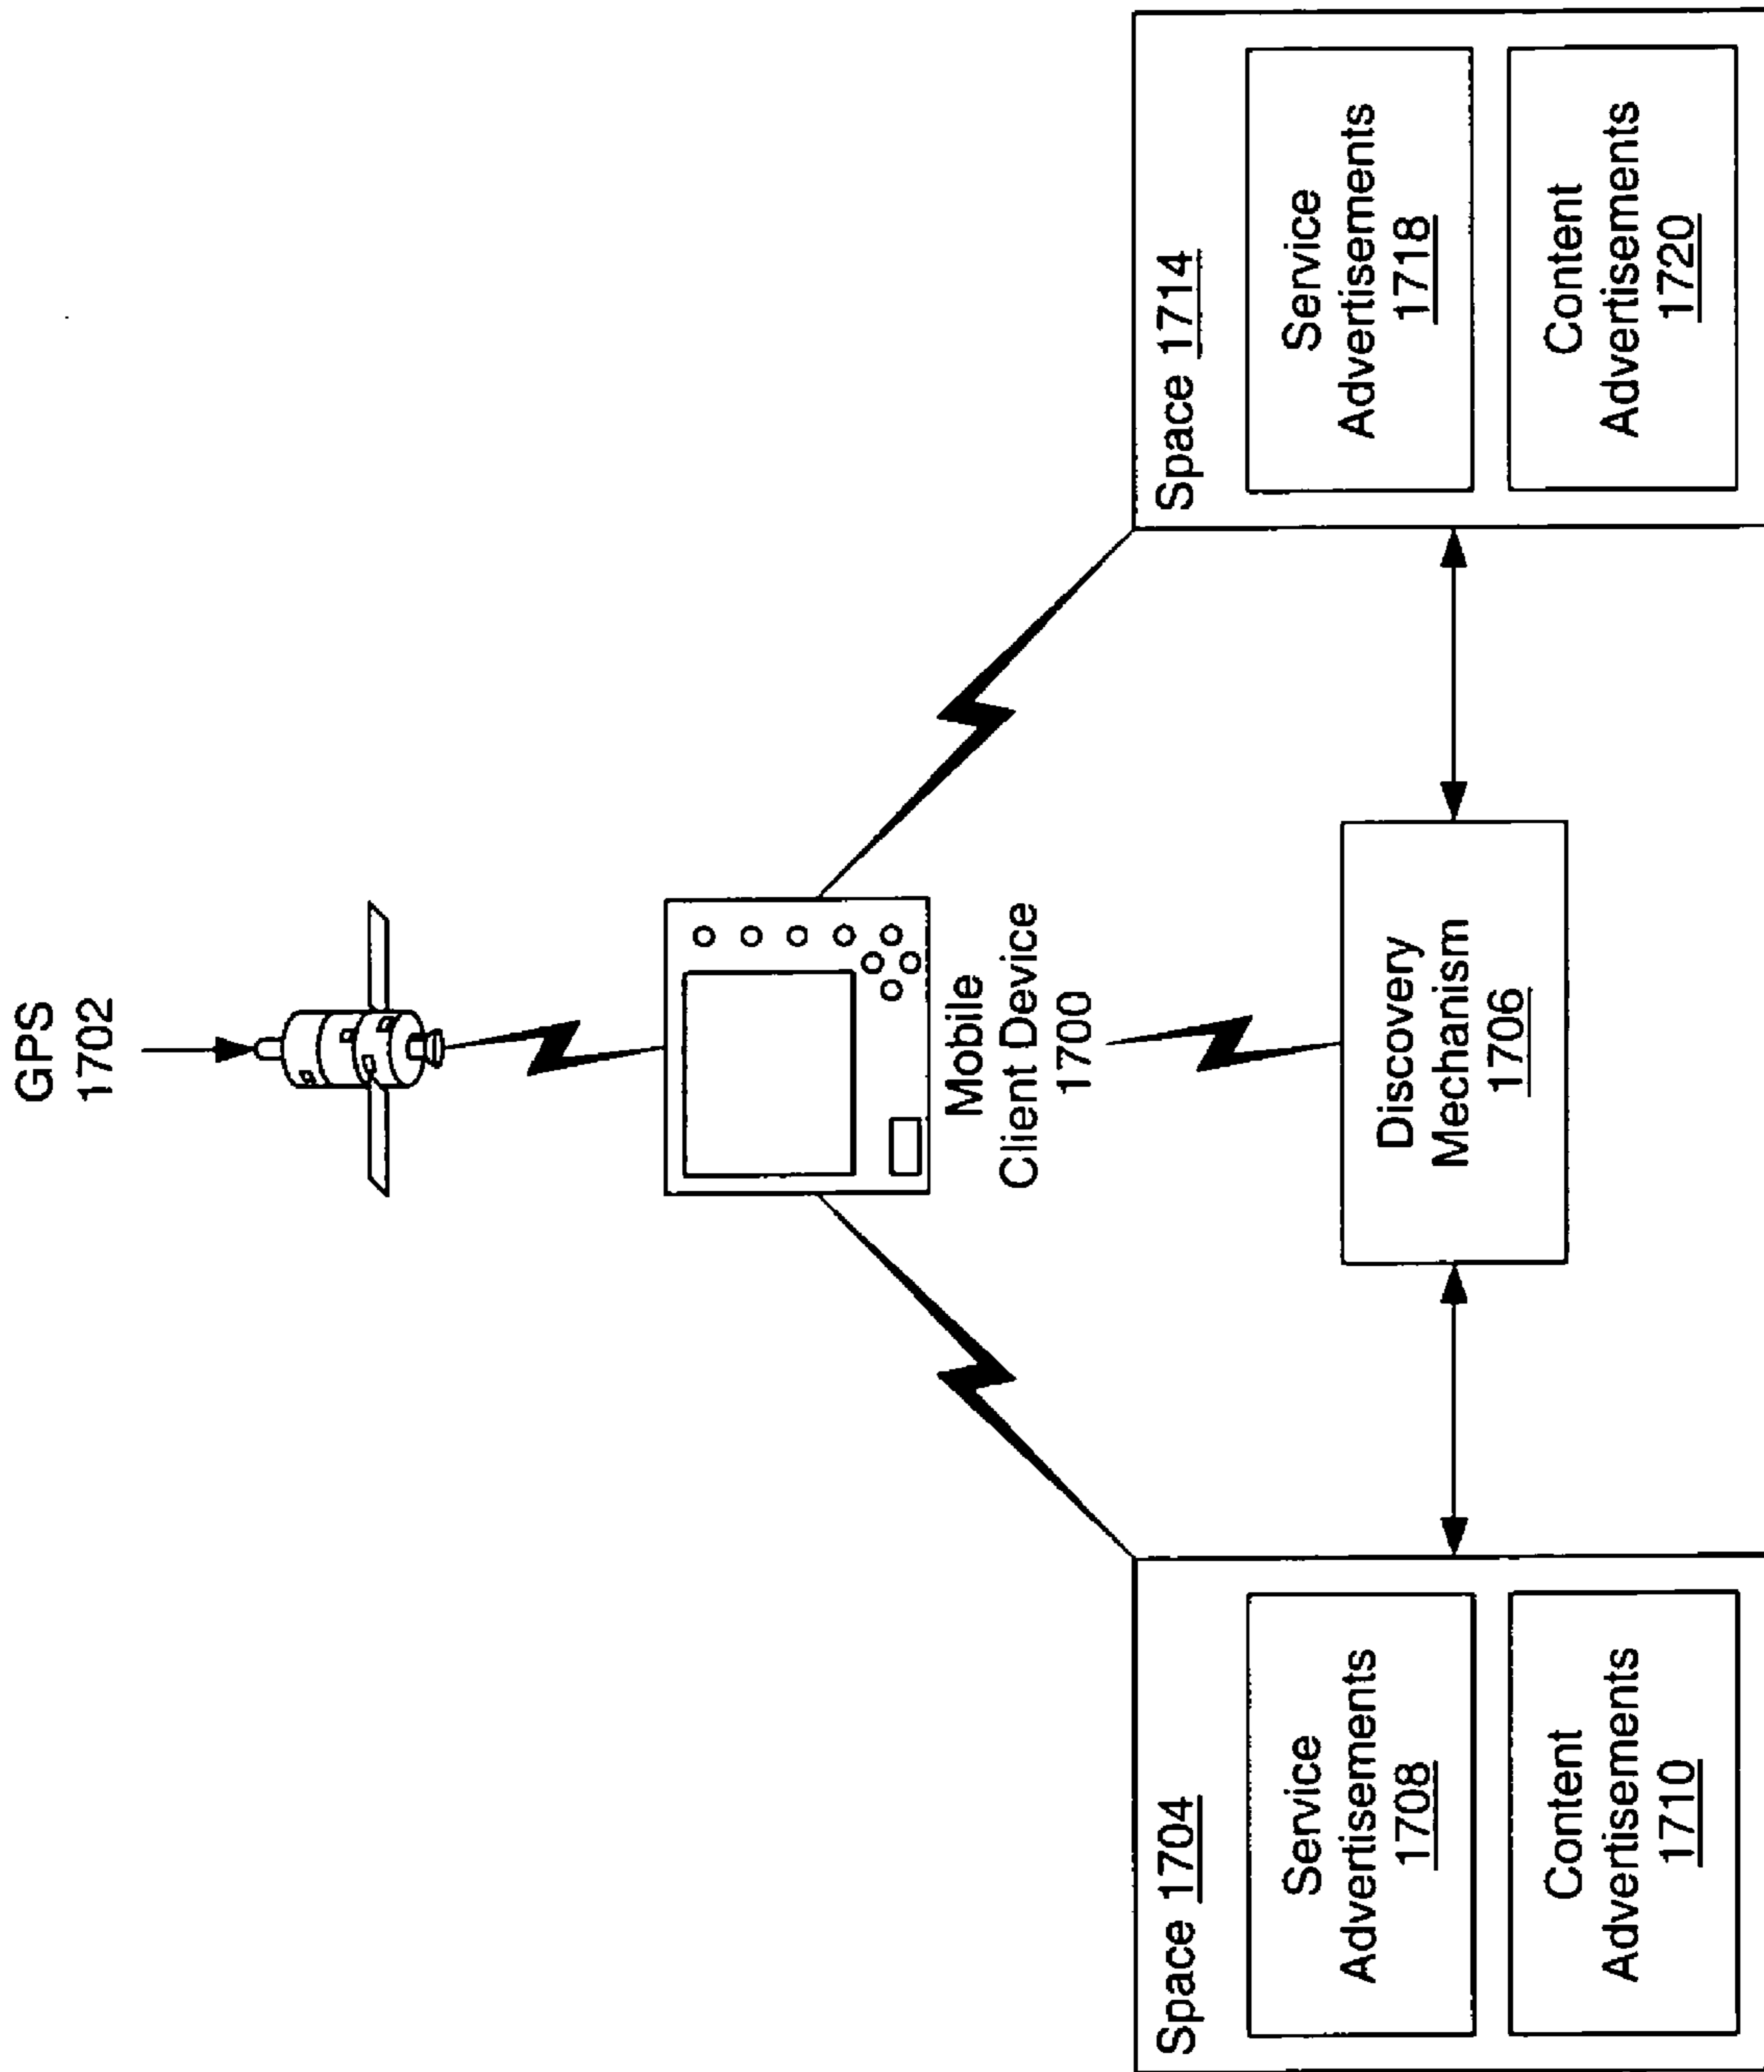 GPS
1702
Mobile
Client Device
1700
Space 1704
Service
Advertisements
1708
Content
Advertisements
1710
Discovery
Mechanism
1706
Space 1714
Service
Advertisements
1718
Content
Advertisements
1720